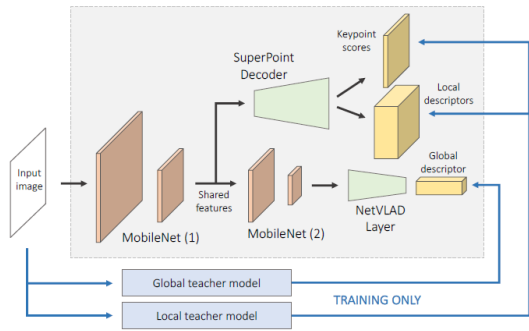 Keypoint
scores
SuperPoint
Decoder
Local
descriptors
Input
image
Global
descriptor
Shared
features
MobileNet (1)
MobileNet (2)
NetVLAD
Layer
Global teacher model
TRAINING ONLY
Local teacher model